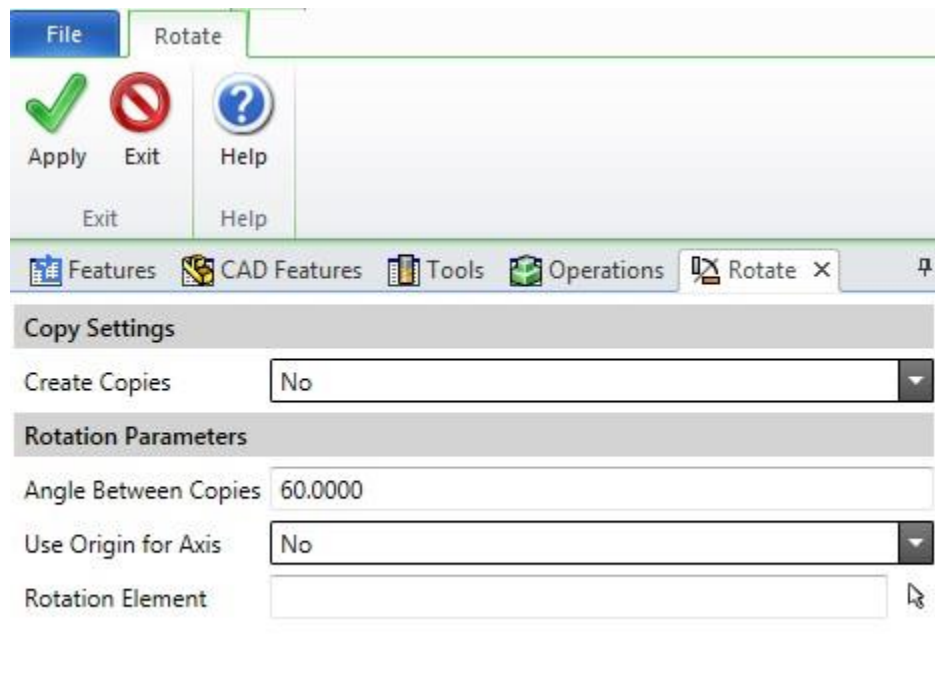 File Rotate
Apply Exit Help
Exit Help
Features CAD Features Tools Operations Rotate
Copy Settings
Create Copies No
Rotation Parameters
Angle Between Copies 60.0000
Use Origin for Axis No
Rotation Element